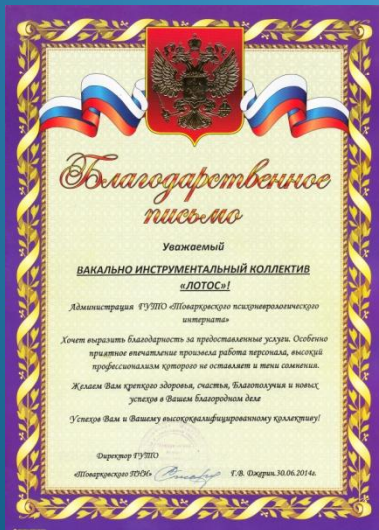 Благодарственное
письмо
Уважаемый
ВАКАЛЬНО ИНСТРУМЕНТАЛЬНЫЙ КОЛЛЕКТИВ
«ЛОТОС»!
Администрация ГУТО «Товарковского психоневрологического
интерната»
Хочет выразить благодарность за предоставленные услуги. Особенно
приятное впечатление произвела работа персонала, высокий
профессионализм которого не оставляет и тени сомнения.
Желаем Вам крепкого здоровья, счастья, Благополучия и новых
успехов в Вашем благородном деле
Успехов Вам и Вашему высококвалифицированному коллективу!
Директор ГУТО
«Товарковского ПНИ»
Г.В. 30.06.2014г.